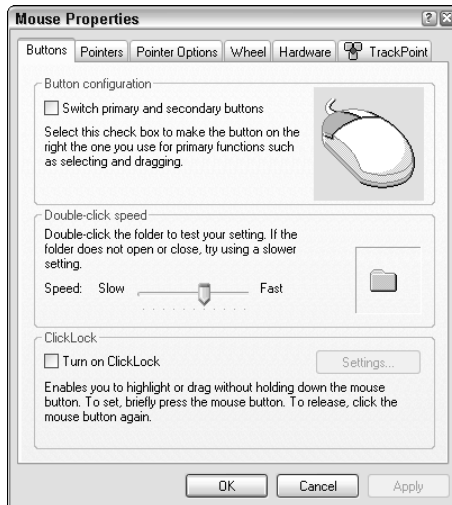 Mouse Properties
Buttons Pointers Pointer Options Wheel Hardware TrackPoint
Button configuration
Switch primary and secondary buttons
Select this check box to make the button on the
right the one you use for primary functions such
as selecting and dragging.
Double-click speed
Double-click the folder to test your setting. If the
folder does not open or close, try using a slower
setting.
Speed: Slow Fast
ClickLock
Turn on ClickLock Settings...
Enables you to highlight or drag without holding down the mouse
button. To set, briefly press the mouse button. To release, click the
mouse button again.
OK Cancel Apply